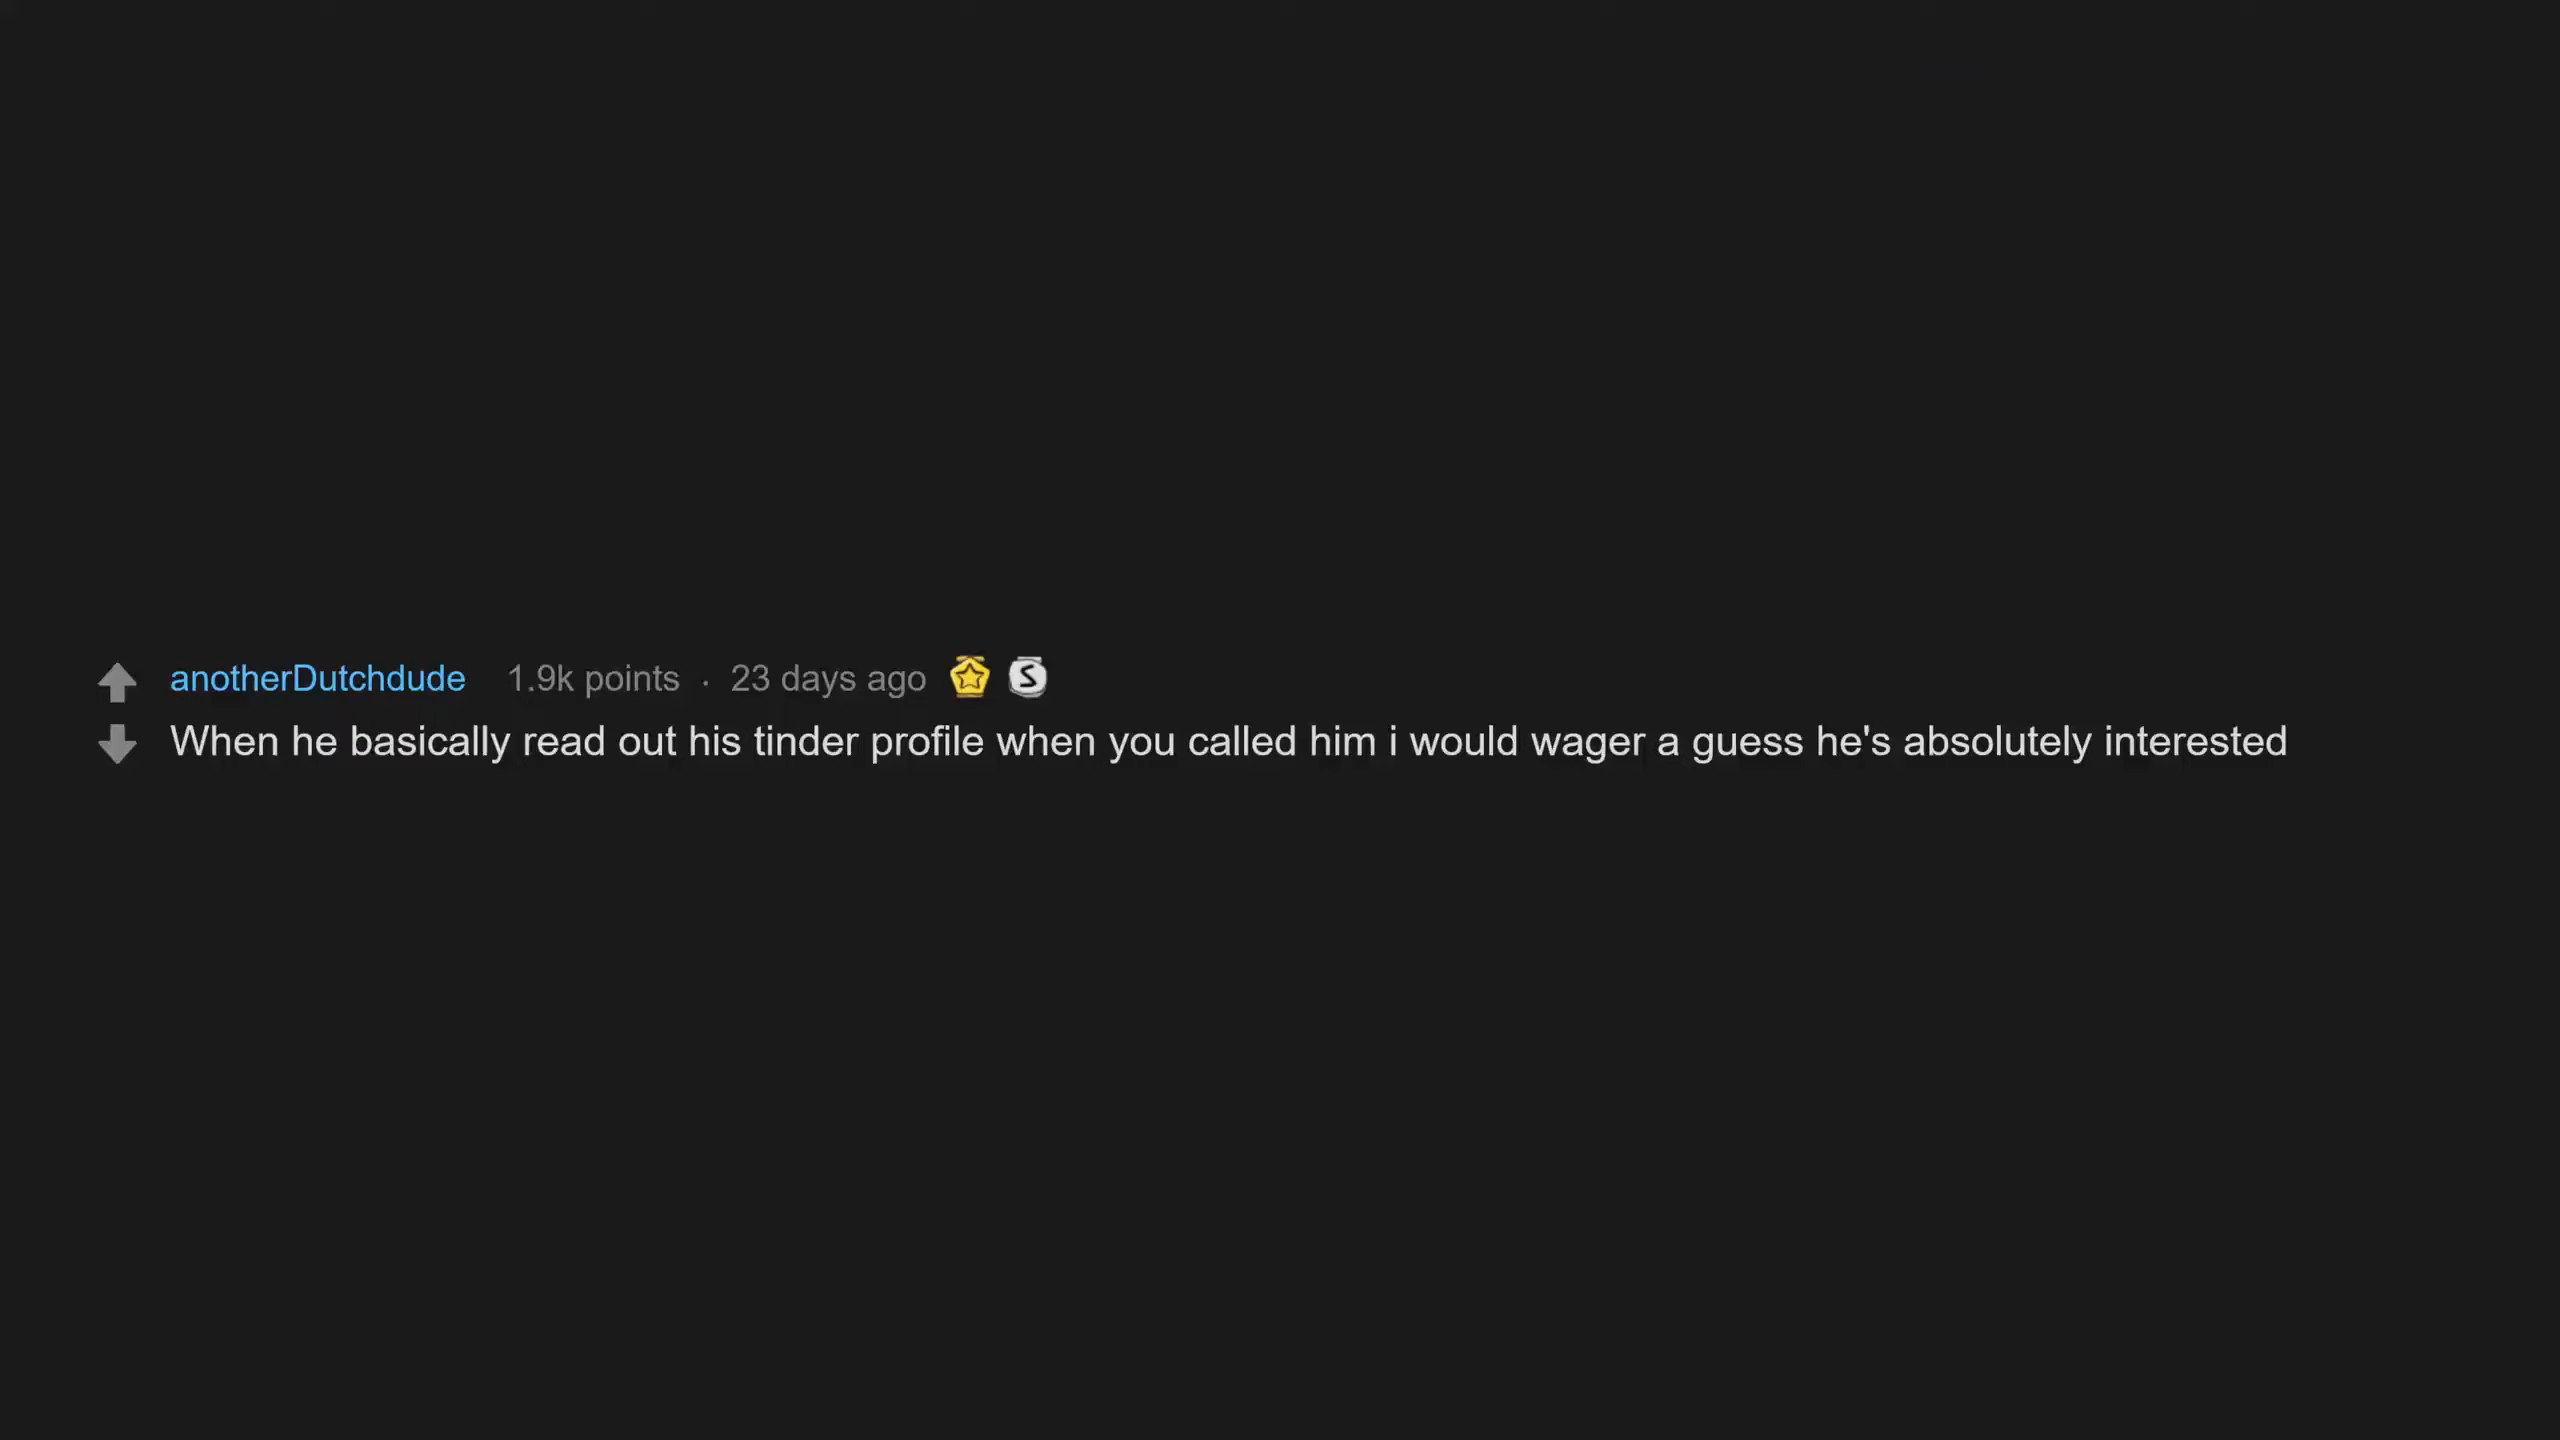 anotherDutchdude 1.9k points · 23 days ago S
When he basically read out his tinder profile when you called him i would wager a guess he's absolutely interested